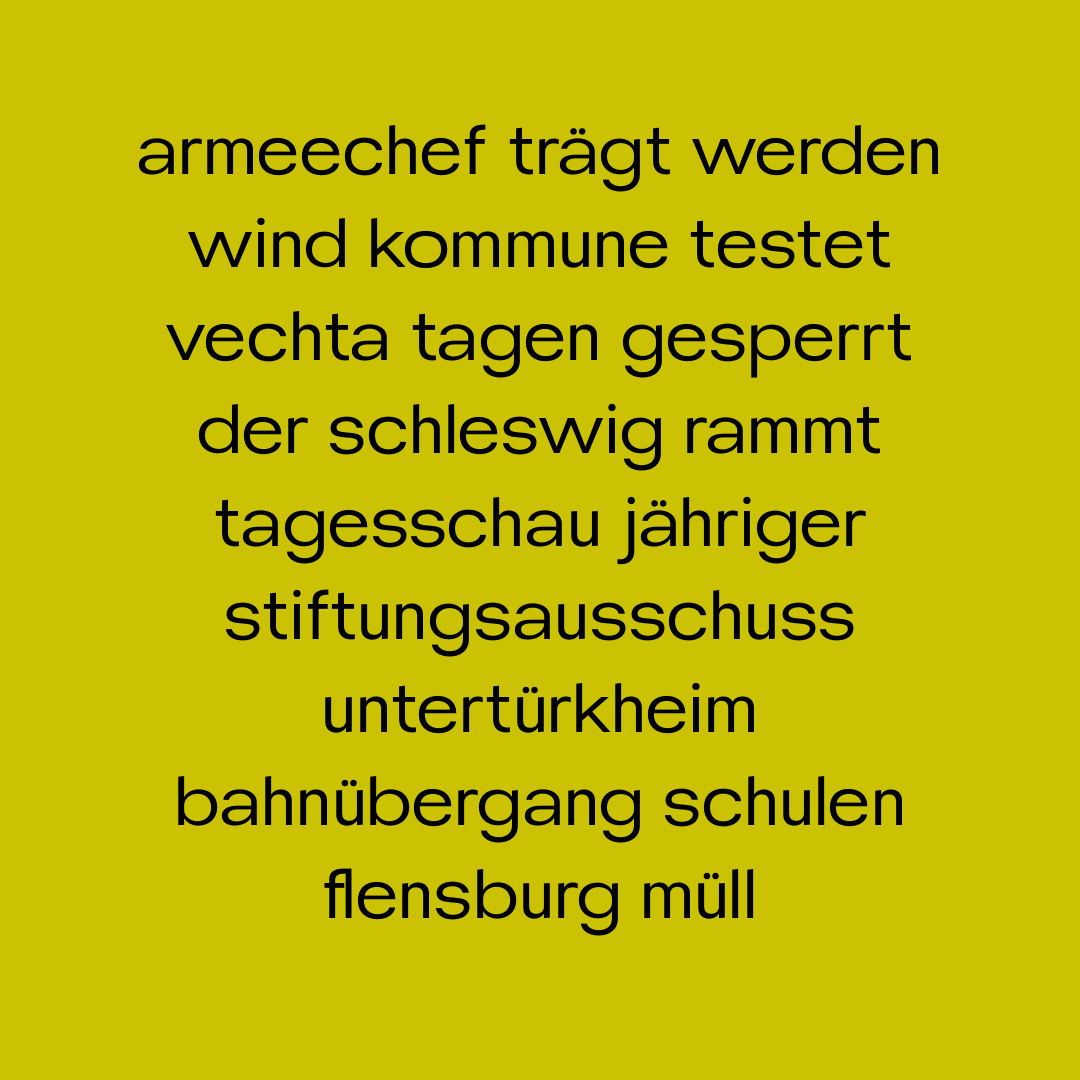 armeechef trägt werden
wind kommune testet
vechta tagen gesperrt
der schleswig rammt
tagesschau jähriger
stiftungsausschuss
untertürkheim
bahnübergang schulen
flensburg müll